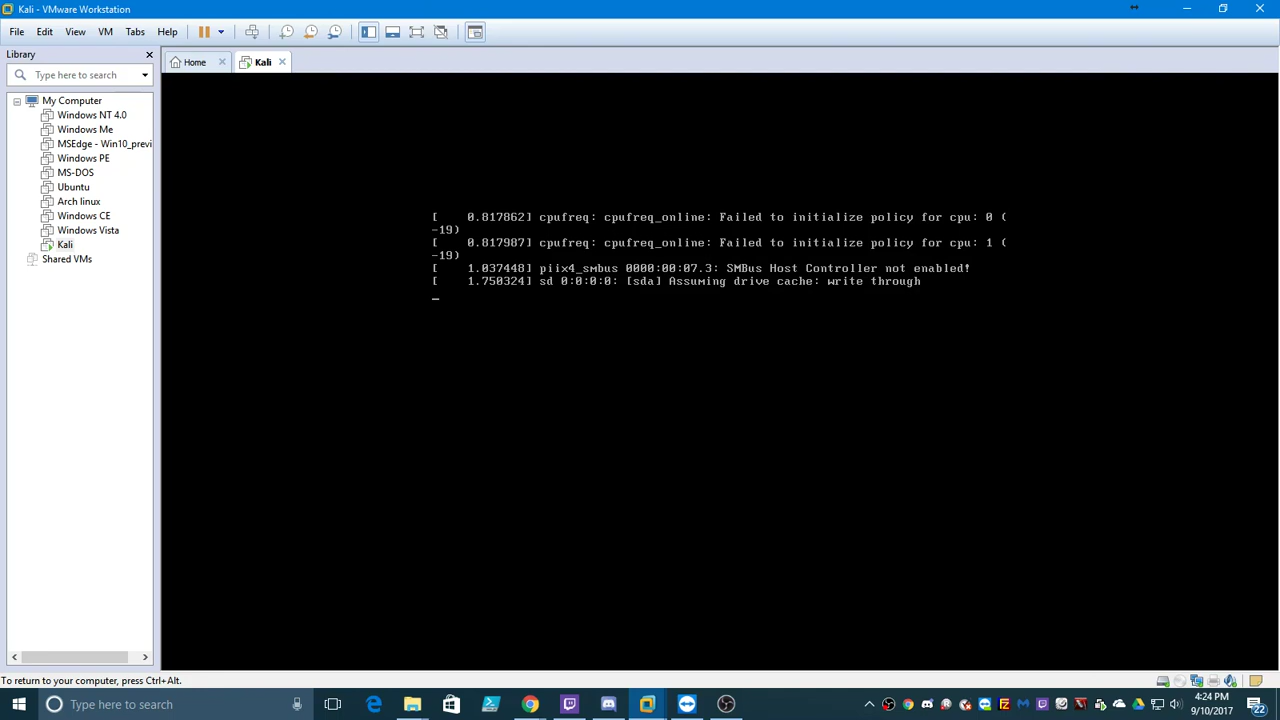 Kali - VMware Workstation
File Edit View VM Tabs Help
Library
Type here to search
Home
Kali
My Computer
Windows NT 4.0
Windows Me
MSEdge - Win10_previ
Windows PE
MS-DOS
Ubuntu
Arch linux
Windows CE
Windows Vista
Kali
Shared VMs
[    0.817862] cpufreq: cpufreq_online: Failed to initialize policy for cpu: 0 (
-19)
[    0.817987] cpufreq: cpufreq_online: Failed to initialize policy for cpu: 1 (
-19)
[    1.037448] piix4_smbus 0000:00:07.3: SMBus Host Controller not enabled!
[    1.750324] sd 0:0:0:0: [sda] Assuming drive cache: write through
_
To return to your computer, press Ctrl+Alt.
Type here to search
4:24 PM
9/10/2017
22